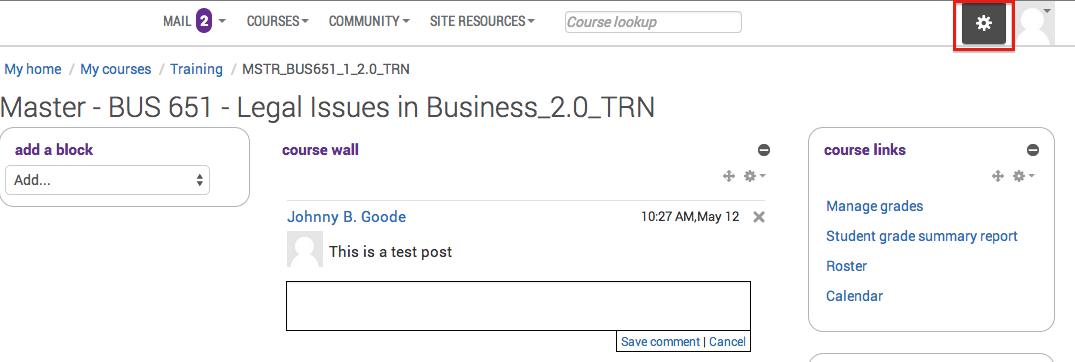 MAIL 2 COURSES COMMUNITY SITE RESOURCES Course lookup
My home / My courses / Training / MSTR_BUS651_1_2.0_TRN
Master - BUS 651 - Legal Issues in Business_2.0_TRN
add a block
Add...
course wall
Johnny B. Goode 10:27 AM,May 12
This is a test post
Save comment | Cancel
course links
Manage grades
Student grade summary report
Roster
Calendar